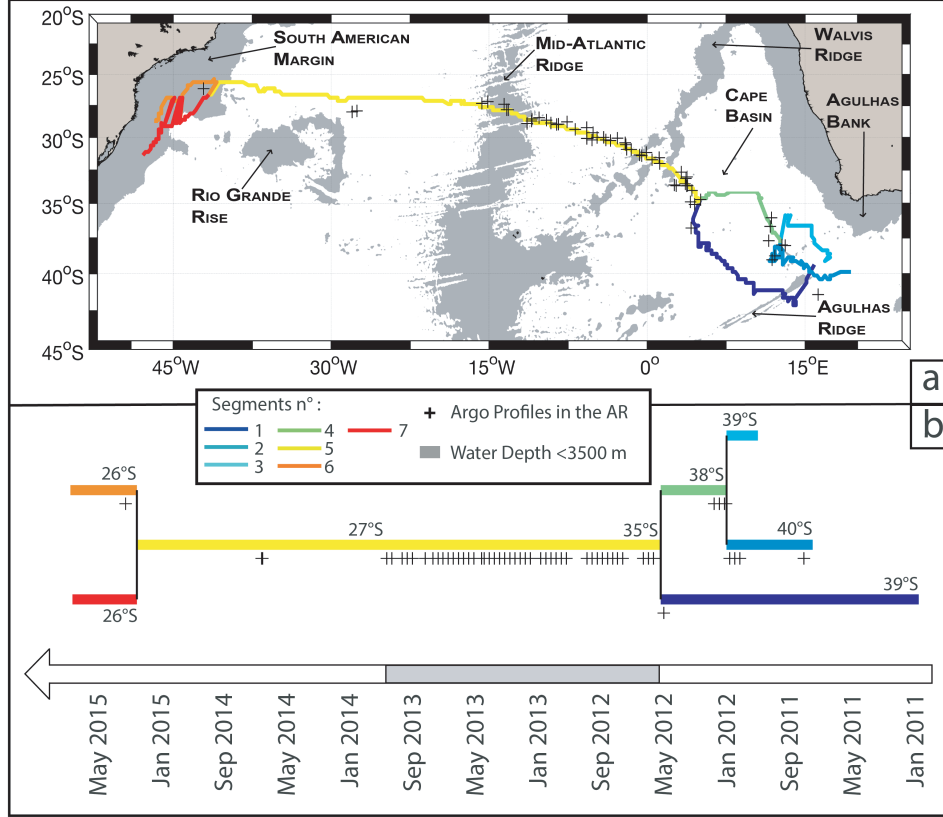 20°S
25°S
30°S
35°S
40°S
45°S
South American
Margin
Mid-Atlantic
Ridge
Walvis
Ridge
Cape
Basin
Agulhas
Bank
Rio Grande
Rise
Agulhas
Ridge
45°W
30°W
15°W
0°
15°E
a
Segments n° :
1
2
3
4
5
6
7
Argo Profiles in the AR
Water Depth <3500 m
b
39°S
26°S
38°S
27°S
35°S
40°S
26°S
39°S
May 2015
Jan 2015
Sep 2014
May 2014
Jan 2014
Sep 2013
May 2013
Jan 2013
Sep 2012
May 2012
Jan 2012
Sep 2011
May 2011
Jan 2011